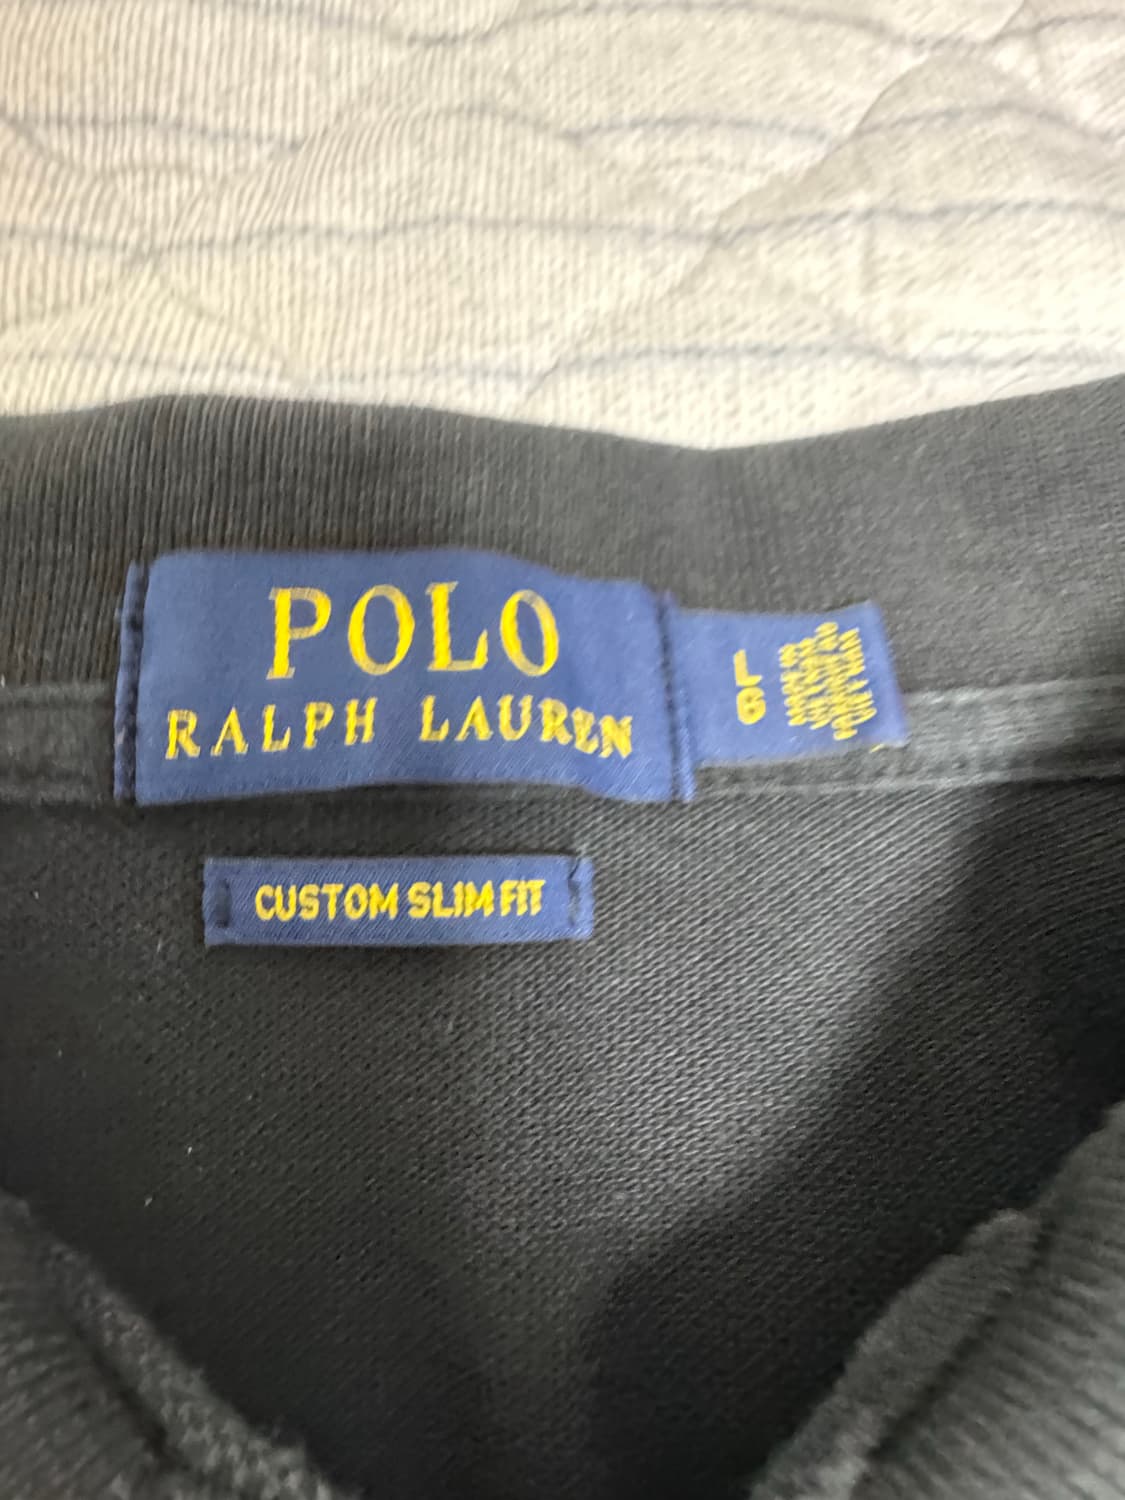 POLO
RALPH LAUREN
L
G
CUSTOM SLIM FIT